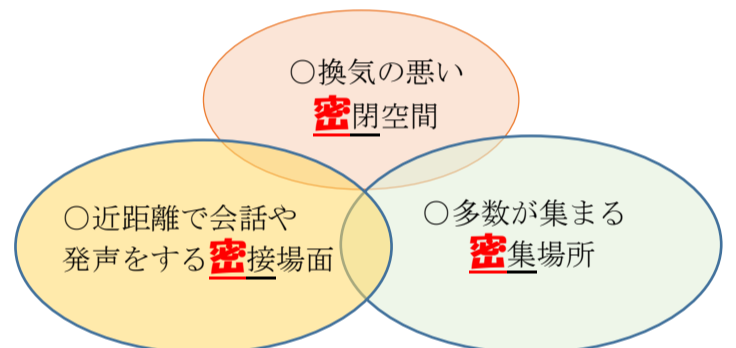 ○換気の悪い
密閉空間
○近距離で会話や
発声をする密接場面
○多数が集まる
密集場所